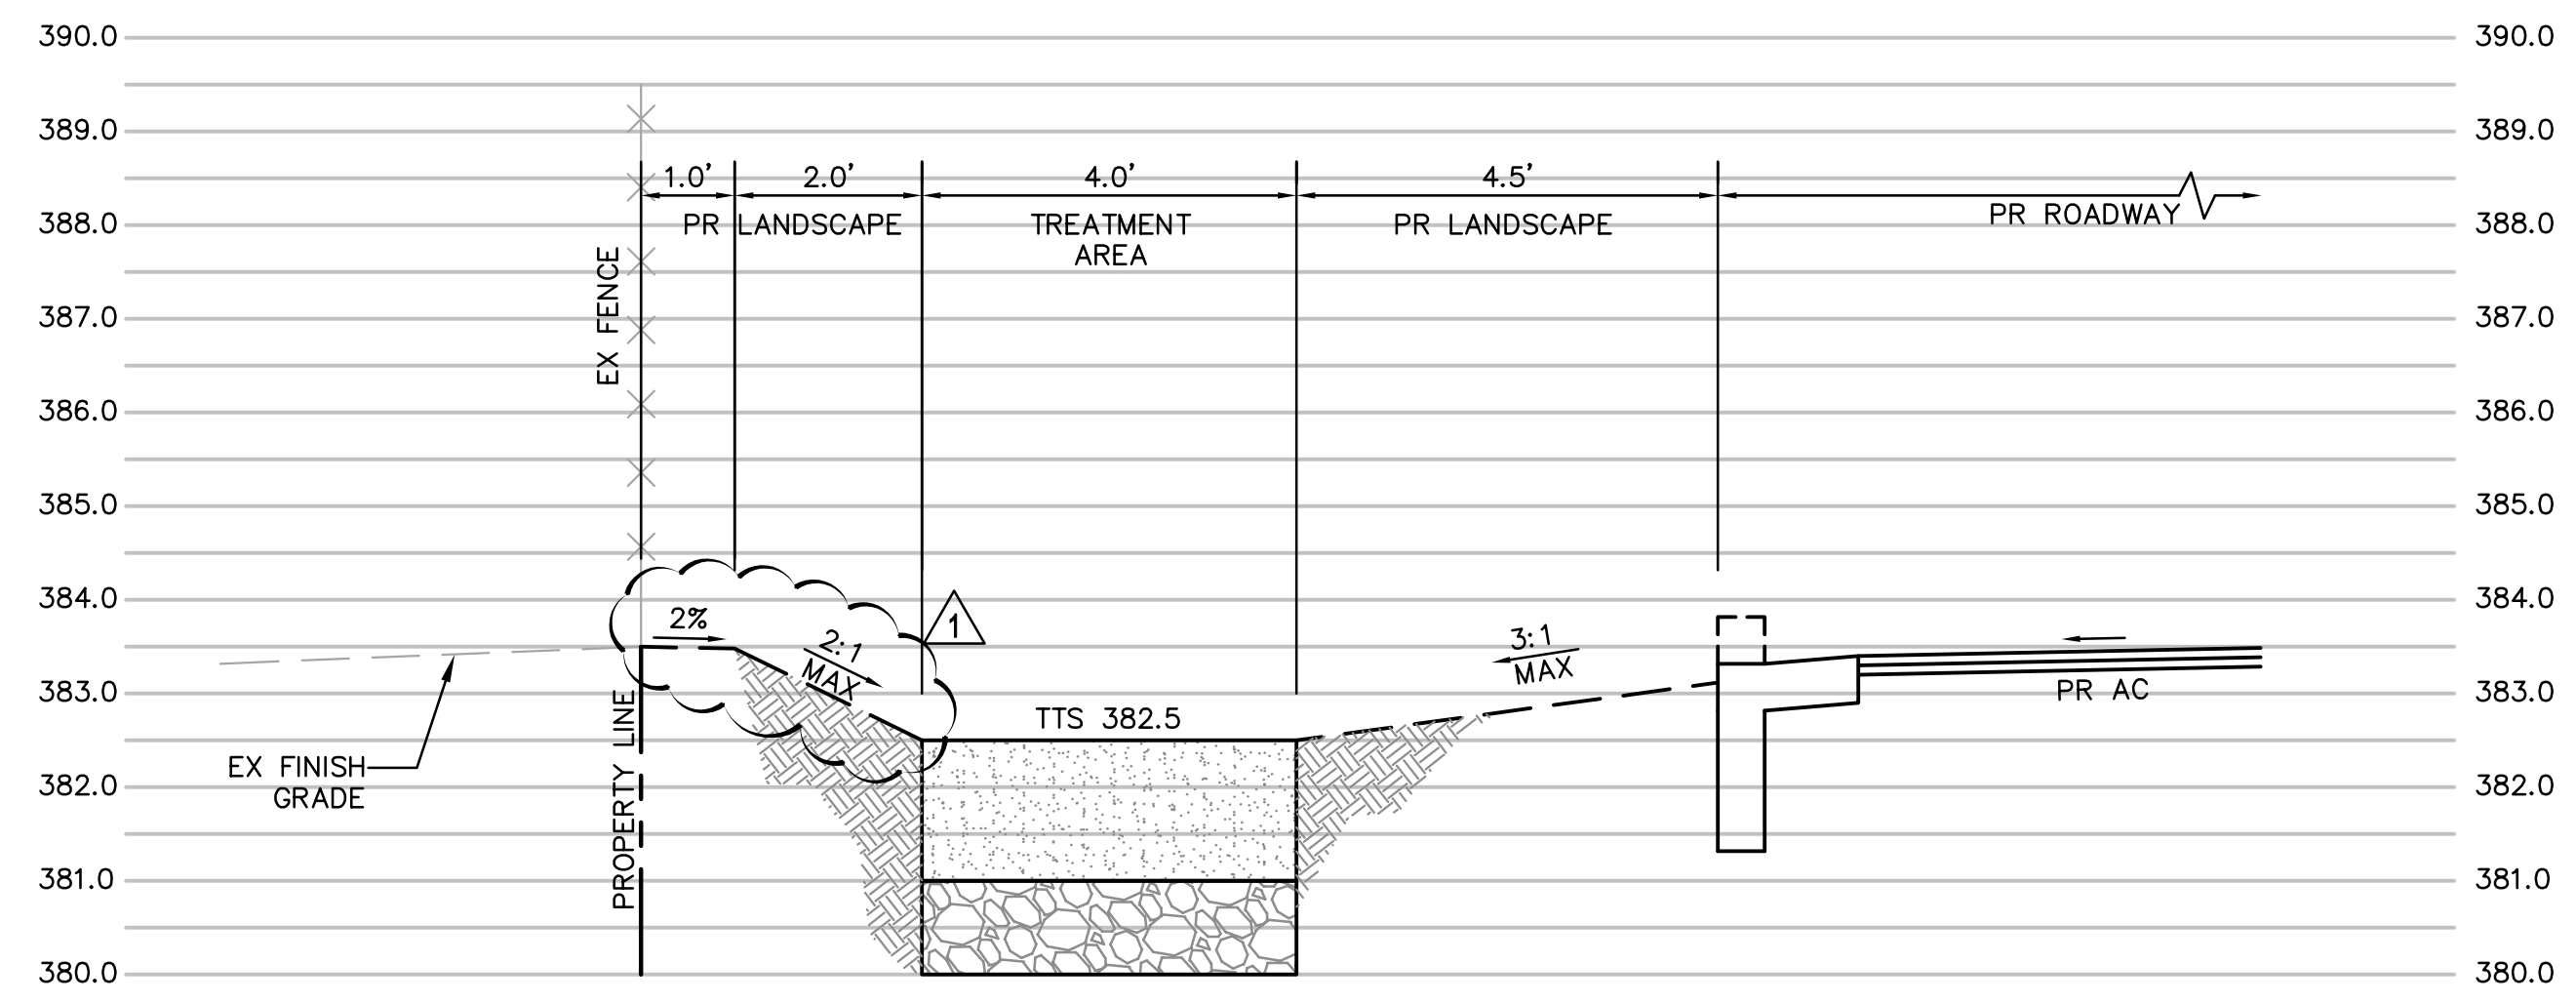 390.0 390.0
389.0 389.0
1.0' 2.0' 4.0' 4.5'
PR LANDSCAPE TREATMENT PR LANDSCAPE PR ROADWAY
AREA
388.0 388.0
EX FENCE
387.0 387.0
386.0 386.0
385.0 385.0
384.0 384.0
2% 2:1 1 3:1
MAX MAX
383.0 383.0
PR AC
TTS 382.5
PROPERTY LINE
EX FINISH
GRADE
382.0 382.0
381.0 381.0
380.0 380.0